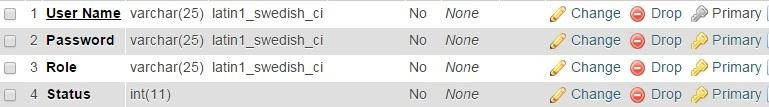 1 User Name varchar(25) latin1_swedish_ci No None Change Drop Primary
2 Password varchar(25) latin1_swedish_ci No None Change Drop Primary
3 Role varchar(25) latin1_swedish_ci No None Change Drop Primary
4 Status int(11) No None Change Drop Primary